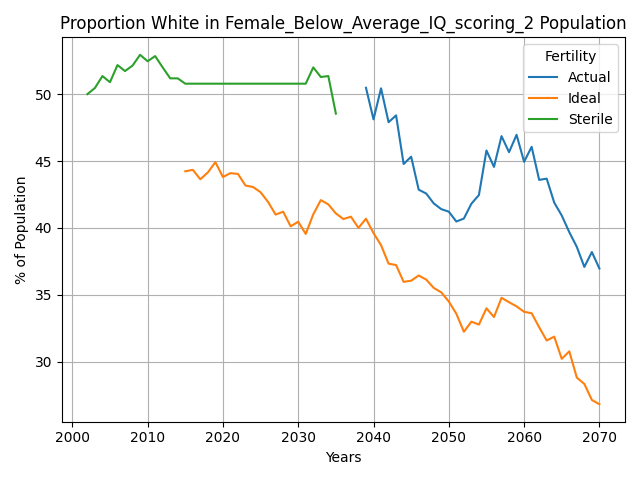 Proportion White in Female_Below_Average_IQ_scoring_2 Population
Fertility
Actual
Ideal
Sterile
% of Population
50
45
40
35
30
2000 2010 2020 2030 2040 2050 2060 2070
Years